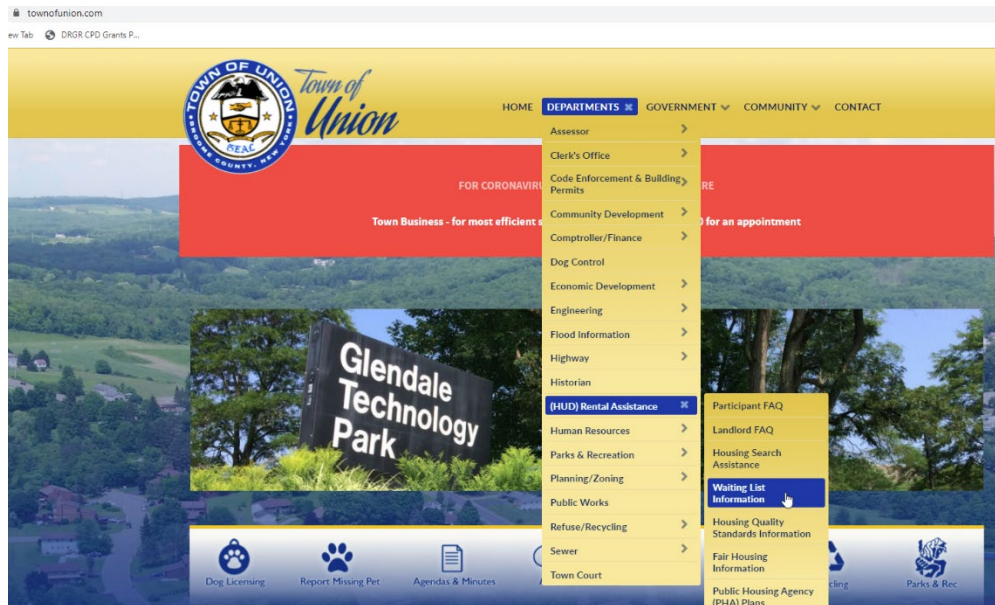 townofunion.com
ew Tab DRGR CPD Grants P...
TOWN OF UNION
BROOME COUNTY, NEW YORK
SEAL
Town of
Union
HOME DEPARTMENTS GOVERNMENT COMMUNITY CONTACT
FOR CORONAVIRU RE
Town Business - for most efficient s 0 for an appointment
Assessor
Clerk's Office
Code Enforcement & Building
Permits
Community Development
Comptroller/Finance
Dog Control
Economic Development
Engineering
Flood Information
Highway
Historian
(HUD) Rental Assistance
Human Resources
Parks & Recreation
Planning/Zoning
Public Works
Refuse/Recycling
Sewer
Town Court
Participant FAQ
Landlord FAQ
Housing Search
Assistance
Waiting List
Information
Housing Quality
Standards Information
Fair Housing
Information
Public Housing Agency
(PHA) Plans
Glendale
Technology
Park
Dog Licensing Report Missing Pet Agendas & Minutes cling Parks & Rec